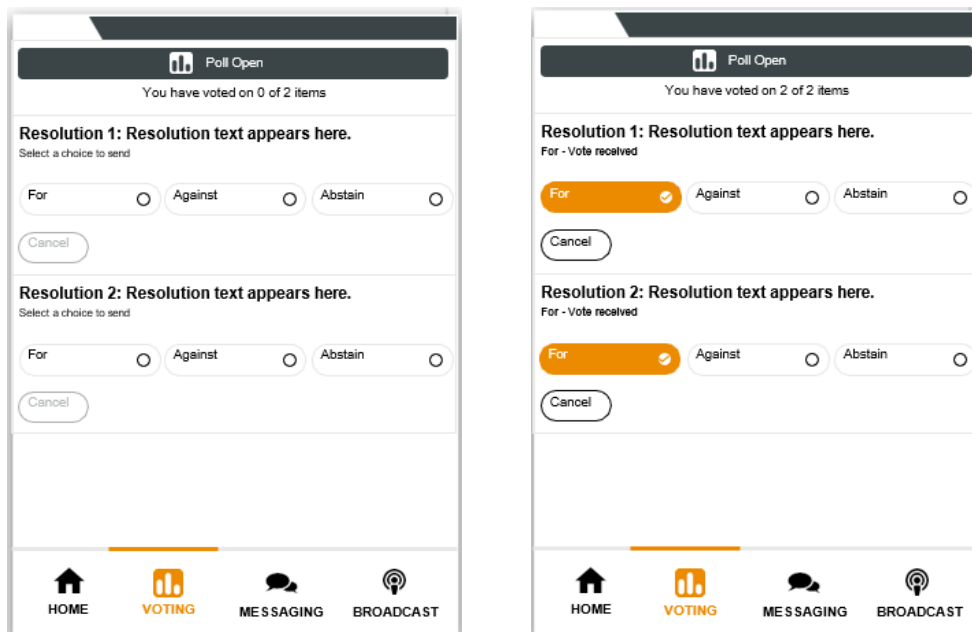 Poll Open
You have voted on 0 of 2 items
Resolution 1: Resolution text appears here.
Select a choice to send
For Against Abstain
Cancel
Resolution 2: Resolution text appears here.
Select a choice to send
For Against Abstain
Cancel
HOME VOTING MESSAGING BROADCAST
Poll Open
You have voted on 2 of 2 items
Resolution 1: Resolution text appears here.
For - Vote received
For Against Abstain
Cancel
Resolution 2: Resolution text appears here.
For - Vote received
For Against Abstain
Cancel
HOME VOTING MESSAGING BROADCAST